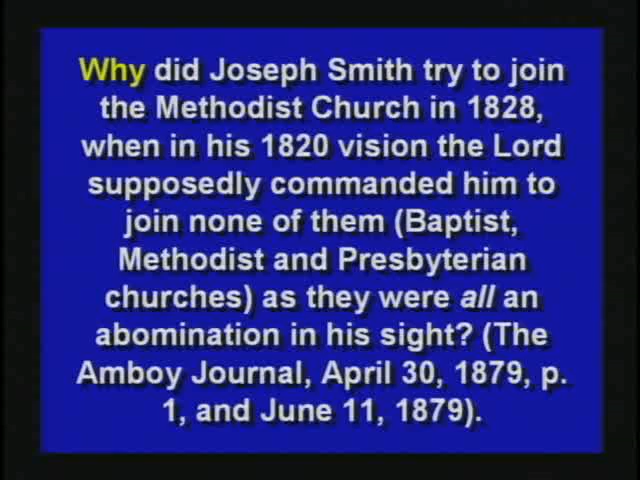 Why did Joseph Smith try to join
the Methodist Church in 1828,
when in his 1820 vision the Lord
supposedly commanded him to
join none of them (Baptist,
Methodist and Presbyterian
churches) as they were all an
abomination in his sight? (The
Amboy Journal, April 30, 1879, p.
1, and June 11, 1879).